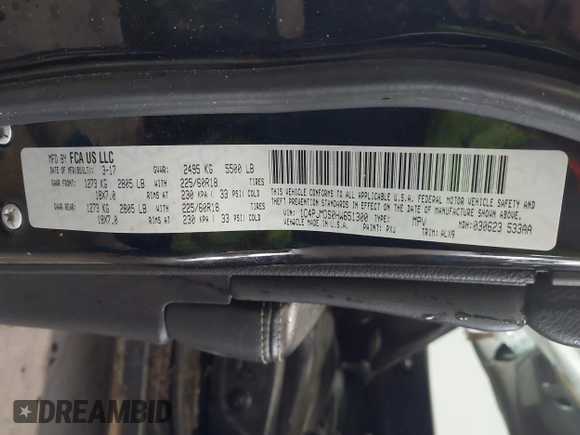 MFD BY FCA US LLC
DATE OF MFR(BUILT): 3-17 GVWR: 2495 KG 5500 LB
GAWR FRONT: 1273 KG 2805 LB WITH 225/60R18 TIRES
18X7.0 RIMS AT 230 KPA / 33 PSI COLD
GAWR REAR: 1273 KG 2805 LB WITH 225/60R18 TIRES
18X7.0 RIMS AT 230 KPA / 33 PSI COLD
THIS VEHICLE CONFORMS TO ALL APPLICABLE U.S.A. FEDERAL MOTOR VEHICLE SAFETY BUMPER AND
THEFT PREVENTION STANDARDS IN EFFECT ON THE DATE OF MANUFACTURE SHOWN ABOVE.
VIN: 1C4PJMDS0HW651300 TYPE: MPV MDH: 030623 533AA
MADE IN U.S.A. PAINT: PXJ TRIM: ALX9
DREAMBID